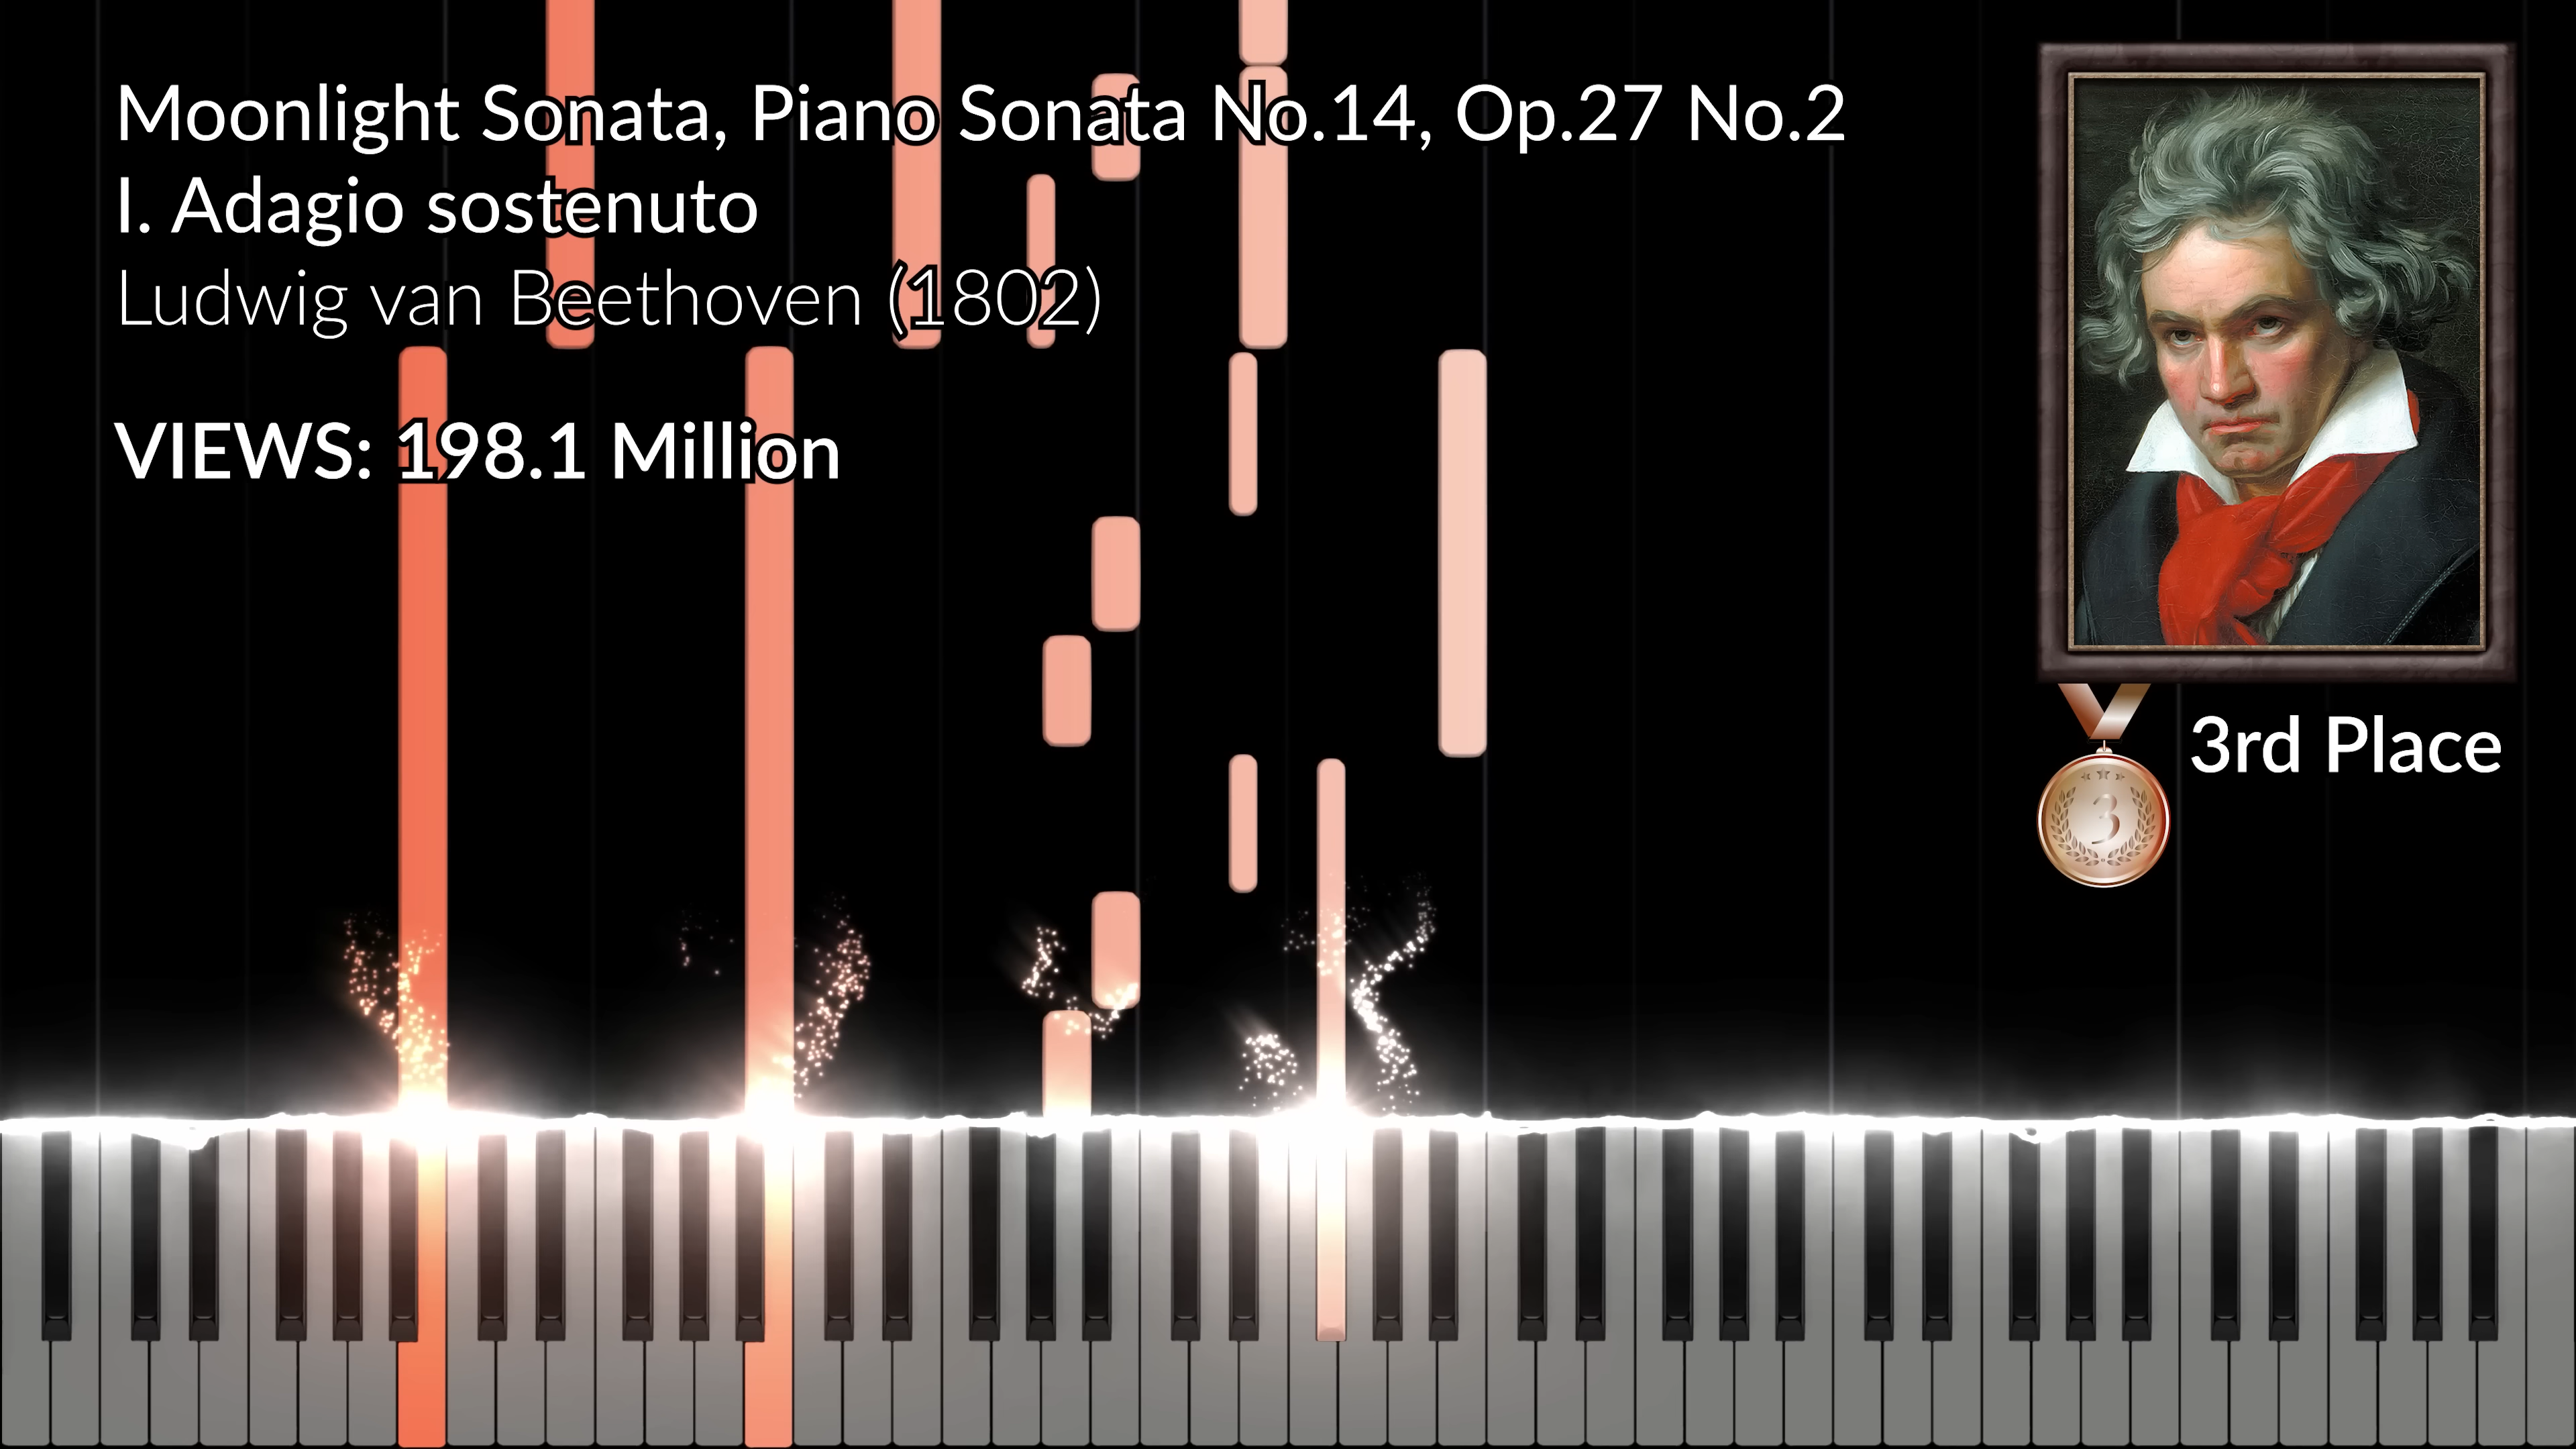 Moonlight Sonata, Piano Sonata No.14, Op.27 No.2
I. Adagio sostenuto
Ludwig van Beethoven (1802)
VIEWS: 198.1 Million
3rd Place
3